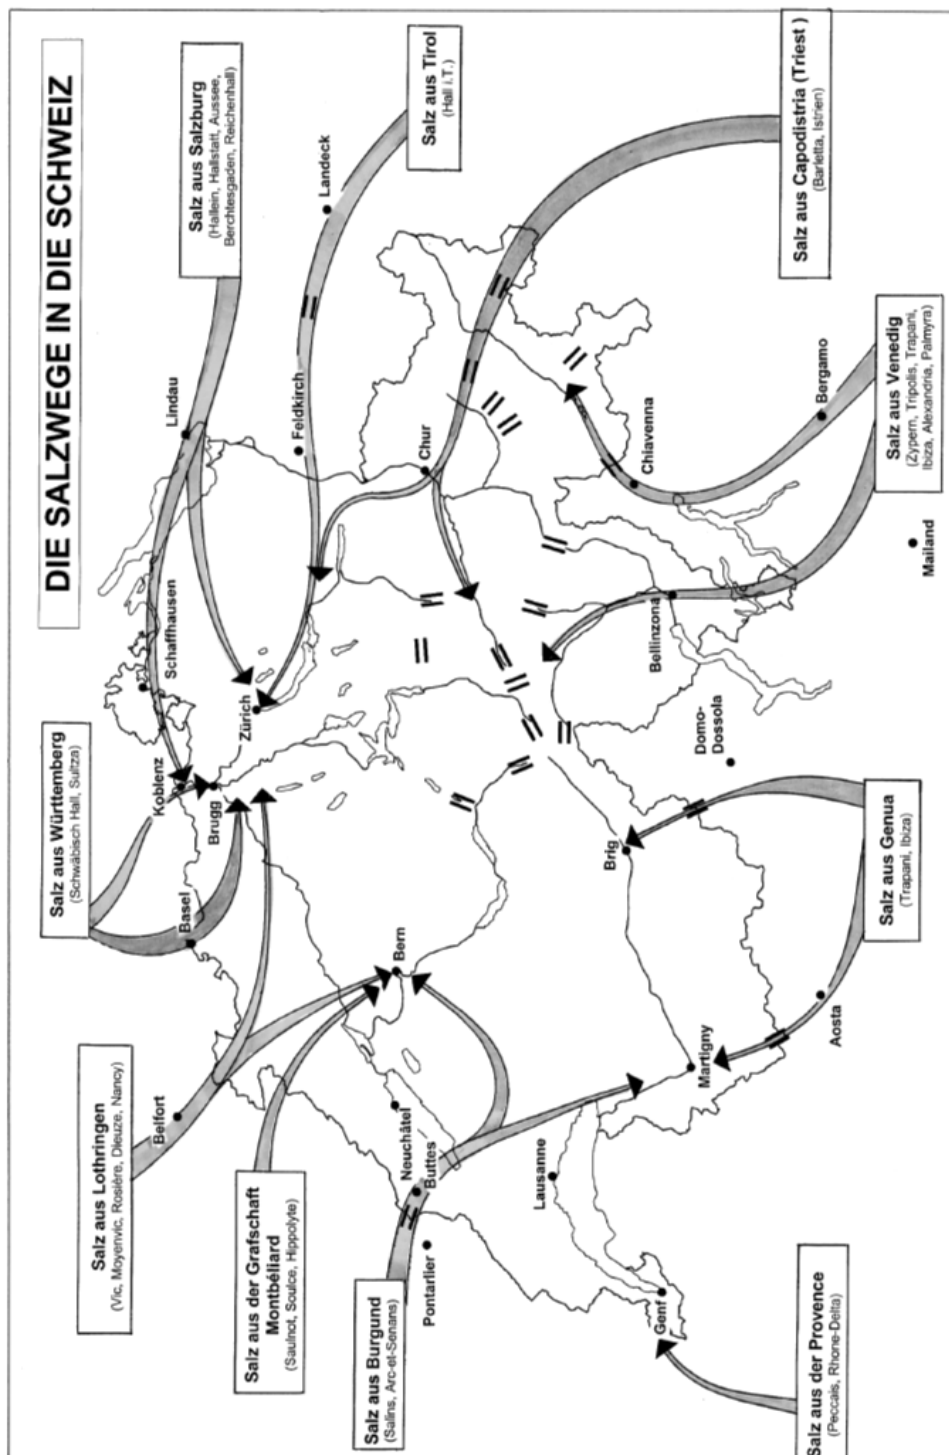 DIE SALZWEGE IN DIE SCHWEIZ
Salz aus Württemberg
(Schwäbisch Hall, Sultza)
Salz aus Salzburg
(Hallein, Hallstatt, Aussee,
Berchtesgaden, Reichenhall)
Salz aus Lothringen
(Vic, Moyenvic, Rosière, Dieuze, Nancy)
Salz aus Tirol
(Hall i.T.)
Salz aus der Grafschaft
Montbéliard
(Saulnot, Soulce, Hippolyte)
Salz aus Burgund
(Salins, Arc-et-Senans)
Salz aus Capodistria (Triest )
(Barletta, Istrien)
Salz aus der Provence
(Peccais, Rhone-Delta)
Salz aus Genua
(Trapani, Ibiza)
Salz aus Venedig
(Zypern, Tripolis, Trapani,
Ibiza, Alexandria, Palmyra)
Belfort
Basel
Koblenz
Brugg
Schaffhausen
Zürich
Lindau
Feldkirch
Landeck
Chur
Bern
Neuchâtel
Buttes
Pontarlier
Lausanne
Genf
Martigny
Aosta
Brig
Domo-
Dossola
Bellinzona
Chiavenna
Bergamo
Mailand